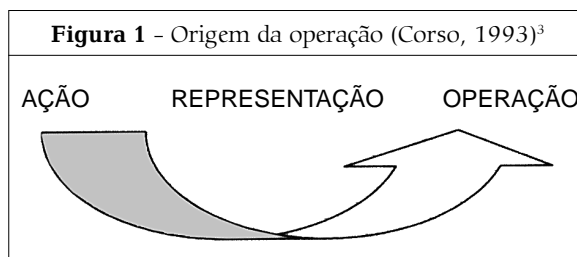 Figura 1 – Origem da operação (Corso, 1993)³
AÇÃO REPRESENTAÇÃO OPERAÇÃO